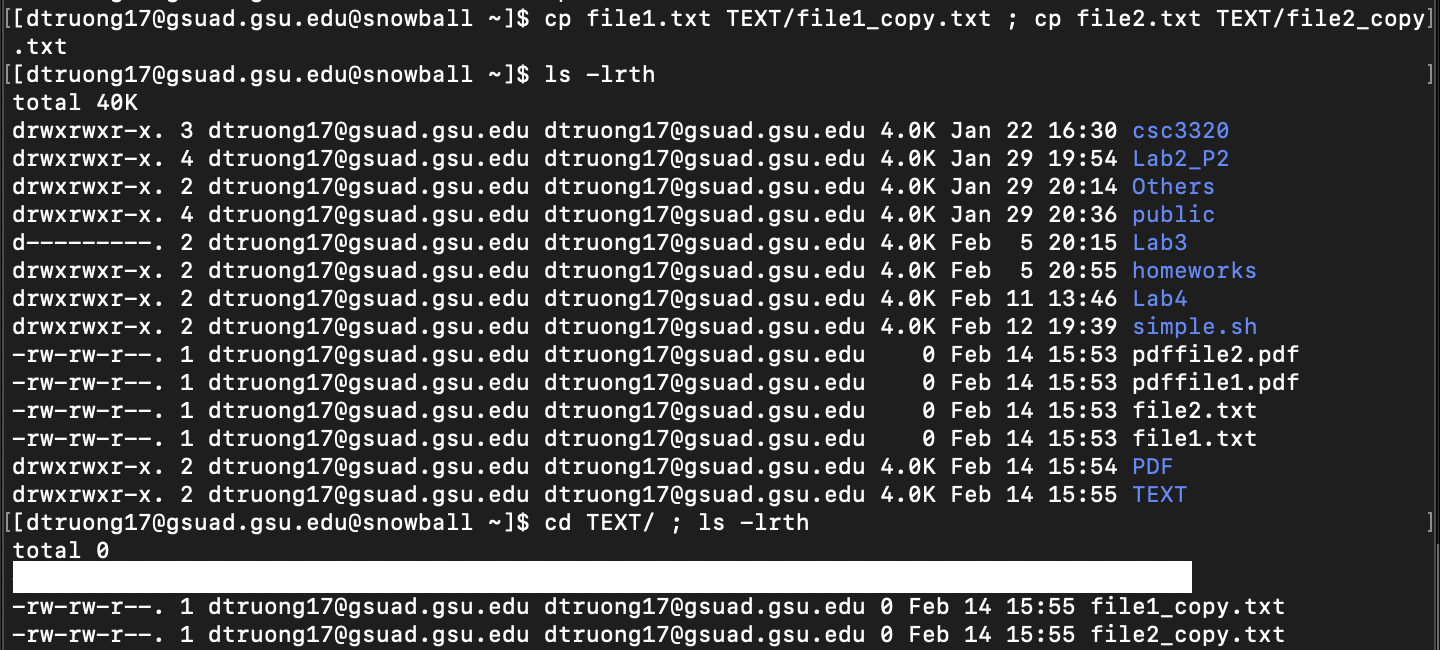 [[dtruong17@gsuad.gsu.edu@snowball ~]$ cp file1.txt TEXT/file1_copy.txt ; cp file2.txt TEXT/file2_copy]
.txt
[[dtruong17@gsuad.gsu.edu@snowball ~]$ ls -lrth ]
total 40K
drwxrwxr-x. 3 dtruong17@gsuad.gsu.edu dtruong17@gsuad.gsu.edu 4.0K Jan 22 16:30 csc3320
drwxrwxr-x. 4 dtruong17@gsuad.gsu.edu dtruong17@gsuad.gsu.edu 4.0K Jan 29 19:54 Lab2_P2
drwxrwxr-x. 2 dtruong17@gsuad.gsu.edu dtruong17@gsuad.gsu.edu 4.0K Jan 29 20:14 Others
drwxrwxr-x. 4 dtruong17@gsuad.gsu.edu dtruong17@gsuad.gsu.edu 4.0K Jan 29 20:36 public
d---------. 2 dtruong17@gsuad.gsu.edu dtruong17@gsuad.gsu.edu 4.0K Feb  5 20:15 Lab3
drwxrwxr-x. 2 dtruong17@gsuad.gsu.edu dtruong17@gsuad.gsu.edu 4.0K Feb  5 20:55 homeworks
drwxrwxr-x. 2 dtruong17@gsuad.gsu.edu dtruong17@gsuad.gsu.edu 4.0K Feb 11 13:46 Lab4
drwxrwxr-x. 2 dtruong17@gsuad.gsu.edu dtruong17@gsuad.gsu.edu 4.0K Feb 12 19:39 simple.sh
-rw-rw-r--. 1 dtruong17@gsuad.gsu.edu dtruong17@gsuad.gsu.edu    0 Feb 14 15:53 pdffile2.pdf
-rw-rw-r--. 1 dtruong17@gsuad.gsu.edu dtruong17@gsuad.gsu.edu    0 Feb 14 15:53 pdffile1.pdf
-rw-rw-r--. 1 dtruong17@gsuad.gsu.edu dtruong17@gsuad.gsu.edu    0 Feb 14 15:53 file2.txt
-rw-rw-r--. 1 dtruong17@gsuad.gsu.edu dtruong17@gsuad.gsu.edu    0 Feb 14 15:53 file1.txt
drwxrwxr-x. 2 dtruong17@gsuad.gsu.edu dtruong17@gsuad.gsu.edu 4.0K Feb 14 15:54 PDF
drwxrwxr-x. 2 dtruong17@gsuad.gsu.edu dtruong17@gsuad.gsu.edu 4.0K Feb 14 15:55 TEXT
[[dtruong17@gsuad.gsu.edu@snowball ~]$ cd TEXT/ ; ls -lrth ]
total 0
-rw-rw-r--. 1 dtruong17@gsuad.gsu.edu dtruong17@gsuad.gsu.edu 0 Feb 14 15:55 file1_copy.txt
-rw-rw-r--. 1 dtruong17@gsuad.gsu.edu dtruong17@gsuad.gsu.edu 0 Feb 14 15:55 file2_copy.txt